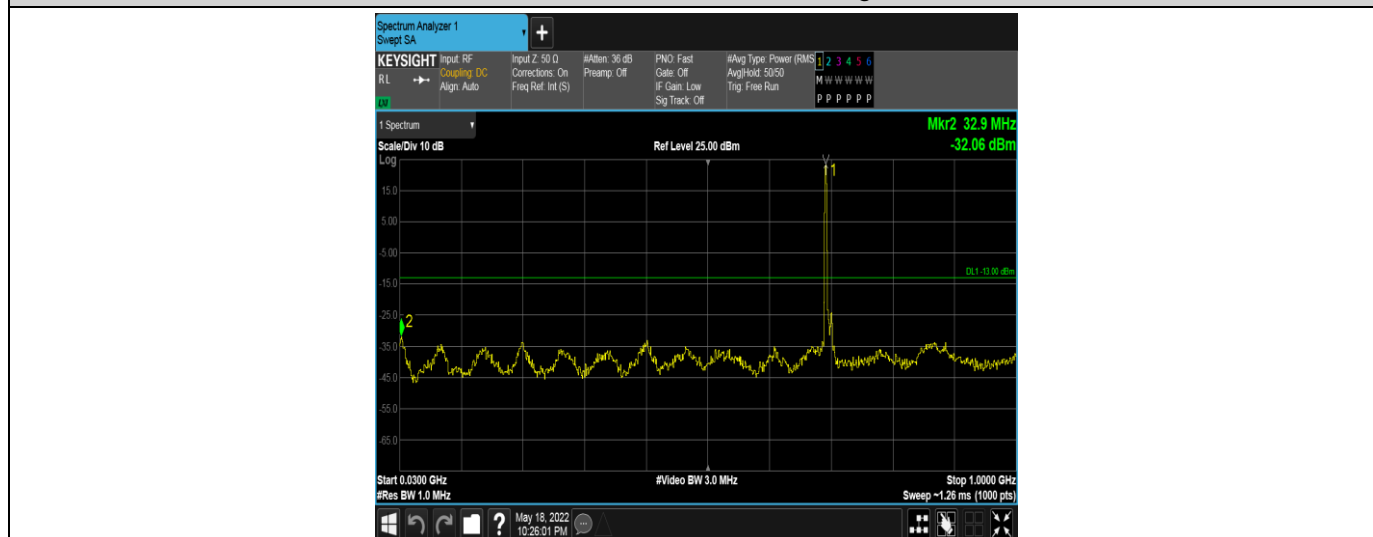 Spectrum Analyzer 1
Swept SA
+
KEYSIGHT
RL
Input: RF
Coupling: DC
Align: Auto
Input Z: 50 Ω
Corrections: On
Freq Ref: Int (S)
#Atten: 36 dB
Preamp: Off
PNO: Fast
Gate: Off
IF Gain: Low
Sig Track: Off
#Avg Type: Power (RMS
Avg|Hold: 50/50
Trig: Free Run
1 2 3 4 5 6
M W W W W W
P P P P P P
1 Spectrum
Mkr2 32.9 MHz
Scale/Div 10 dB
Ref Level 25.00 dBm
-32.06 dBm
Log
1
15.0
5.00
-5.00
DL1 -13.00 dBm
-15.0
-25.0
2
-35.0
-45.0
-55.0
-65.0
Start 0.0300 GHz
#Video BW 3.0 MHz
Stop 1.0000 GHz
#Res BW 1.0 MHz
Sweep ~1.26 ms (1000 pts)
?
May 18, 2022
10:26:01 PM